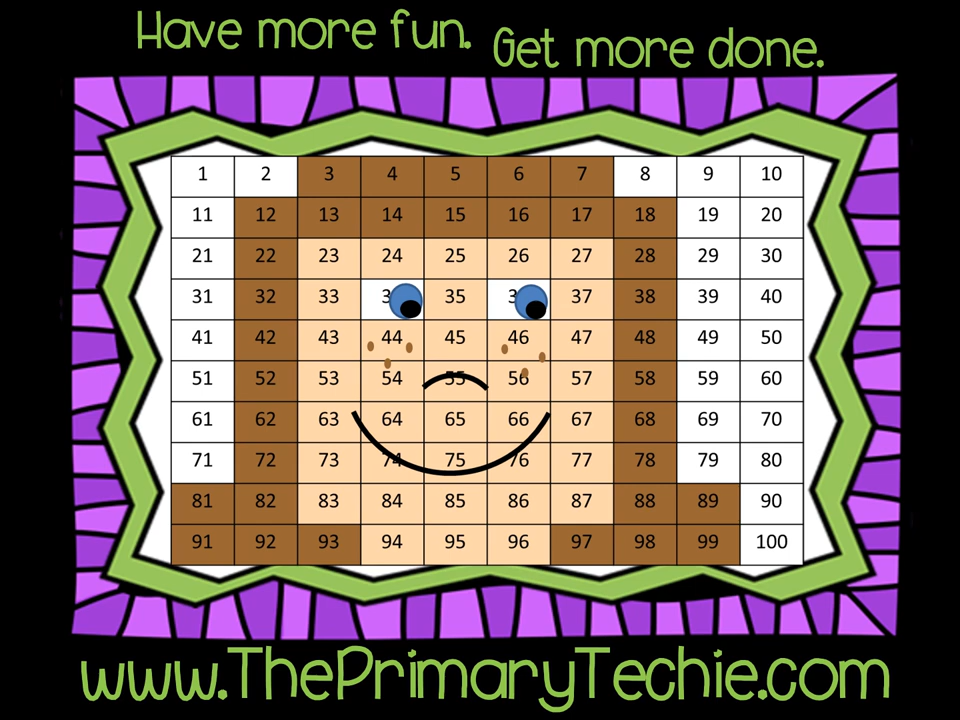 Have more fun. Get more done.
1 2 3 4 5 6 7 8 9 10
11 12 13 14 15 16 17 18 19 20
21 22 23 24 25 26 27 28 29 30
31 32 33 3 35 3 37 38 39 40
41 42 43 44 45 46 47 48 49 50
51 52 53 54 55 56 57 58 59 60
61 62 63 64 65 66 67 68 69 70
71 72 73 74 75 76 77 78 79 80
81 82 83 84 85 86 87 88 89 90
91 92 93 94 95 96 97 98 99 100
www.ThePrimaryTechie.com